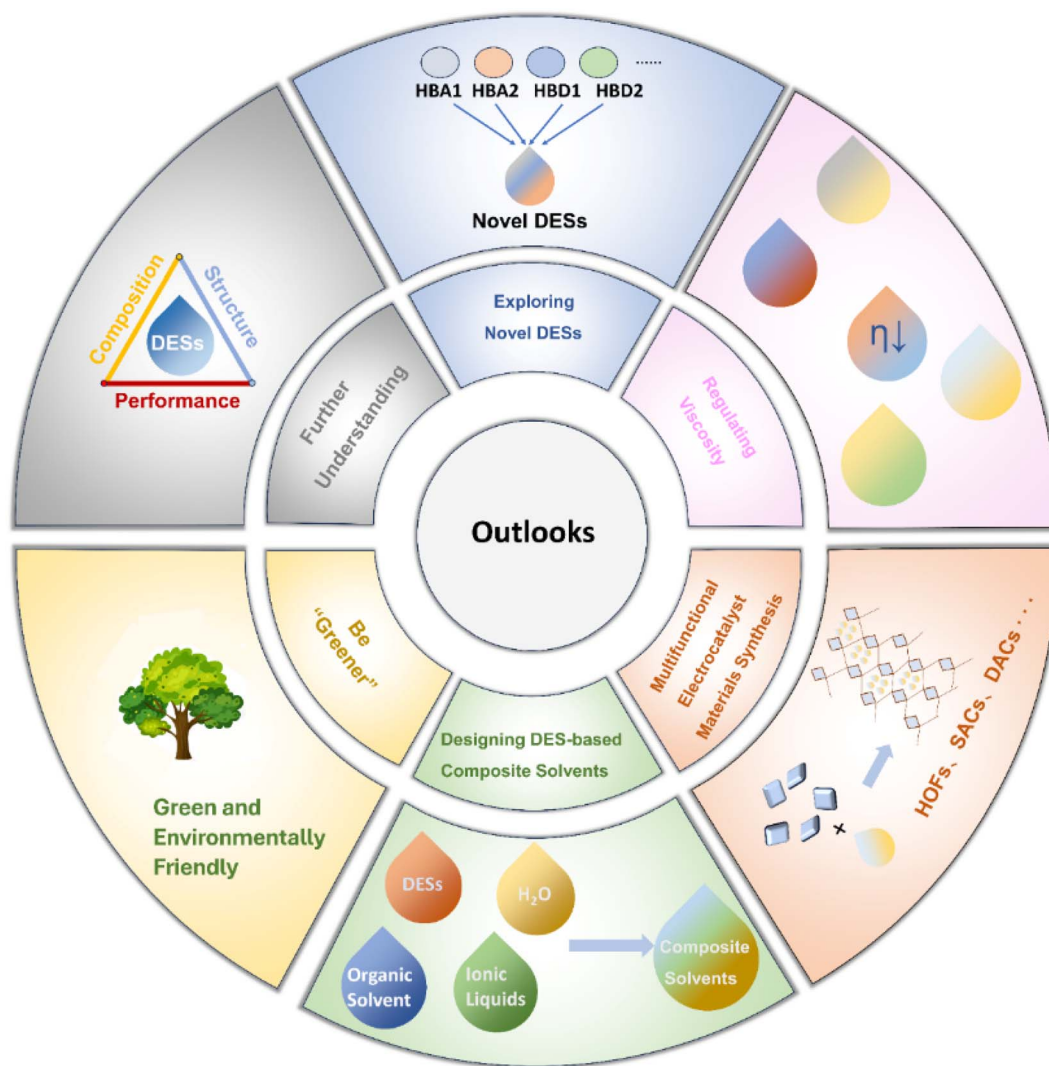 HBA1 HBA2 HBD1 HBD2 ······
Novel DESs
Exploring
Novel DESs
Regulating
Viscosity
η↓
Multifunctional
Electrocatalyst
Materials Synthesis
HOFs、SACs、DACs ····
+
Designing DES-based
Composite Solvents
DESs
H₂O
Organic
Solvent
Ionic
Liquids
Composite
Solvents
Be
“Greener”
Green and
Environmentally
Friendly
Further
Understanding
Composition
Structure
DESs
Performance
Outlooks